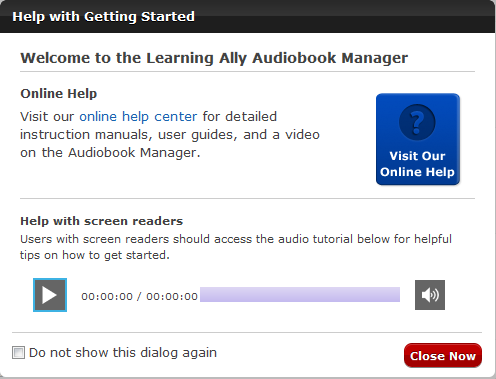 Help with Getting Started
Welcome to the Learning Ally Audiobook Manager
Online Help
Visit our online help center for detailed
instruction manuals, user guides, and a video
on the Audiobook Manager.
?
Visit Our
Online Help
Help with screen readers
Users with screen readers should access the audio tutorial below for helpful
tips on how to get started.
00:00:00 / 00:00:00
Do not show this dialog again
Close Now